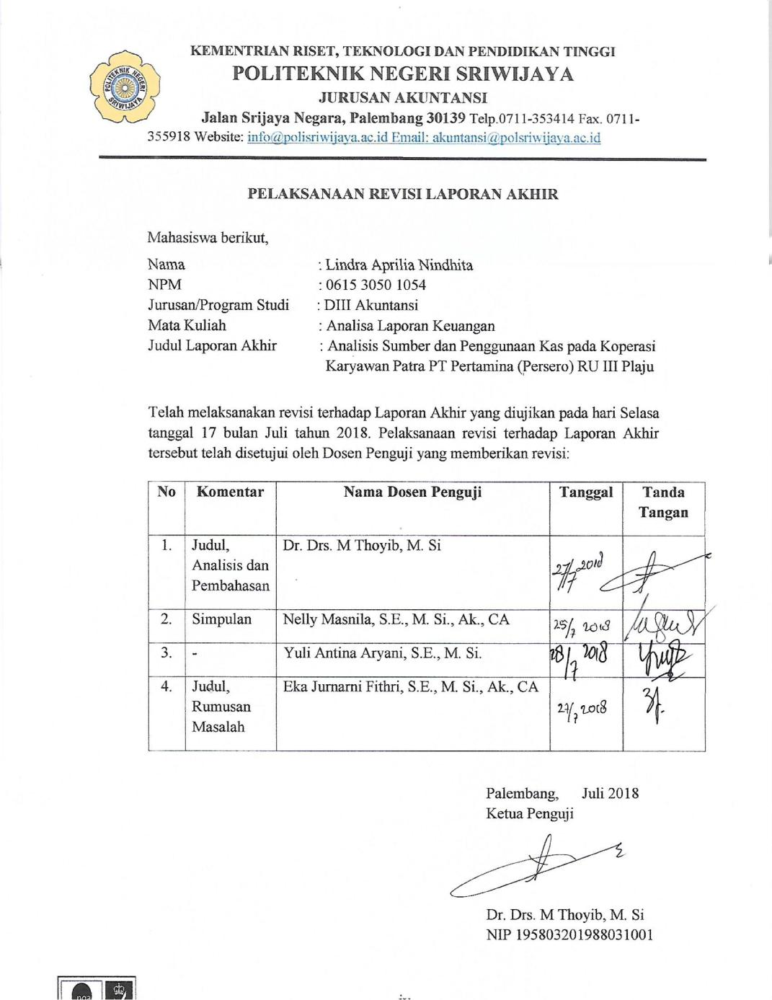 POLITEKNIK NEGERI
SRIWIJAYA
KEMENTRIAN RISET, TEKNOLOGI DAN PENDIDIKAN TINGGI
POLITEKNIK NEGERI SRIWIJAYA
JURUSAN AKUNTANSI
Jalan Srijaya Negara, Palembang 30139 Telp.0711-353414 Fax. 0711-
355918 Website: info@polisriwijaya.ac.id Email: akuntansi@polsriwijaya.ac.id
PELAKSANAAN REVISI LAPORAN AKHIR
Mahasiswa berikut,
Nama : Lindra Aprilia Nindhita
NPM : 0615 3050 1054
Jurusan/Program Studi : DIII Akuntansi
Mata Kuliah : Analisa Laporan Keuangan
Judul Laporan Akhir : Analisis Sumber dan Penggunaan Kas pada Koperasi
Karyawan Patra PT Pertamina (Persero) RU III Plaju
Telah melaksanakan revisi terhadap Laporan Akhir yang diujikan pada hari Selasa
tanggal 17 bulan Juli tahun 2018. Pelaksanaan revisi terhadap Laporan Akhir
tersebut telah disetujui oleh Dosen Penguji yang memberikan revisi:
No Komentar Nama Dosen Penguji Tanggal Tanda
Tangan
1. Judul, Dr. Drs. M Thoyib, M. Si
Analisis dan 27/7 2018
Pembahasan
2. Simpulan Nelly Masnila, S.E., M. Si., Ak., CA 25/7 2018
3. - Yuli Antina Aryani, S.E., M. Si. 28/7 2018
4. Judul, Eka Jumarni Fithri, S.E., M. Si., Ak., CA
Rumusan 27/7 2018
Masalah
Palembang, Juli 2018
Ketua Penguji
Dr. Drs. M Thoyib, M. Si
NIP 195803201988031001